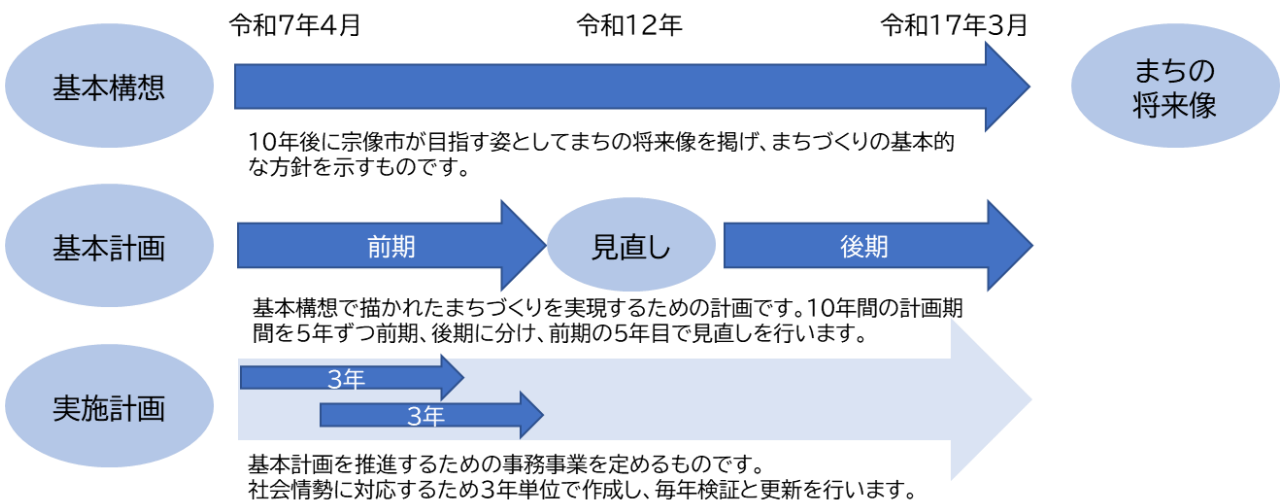 令和7年4月
令和12年
令和17年3月
基本構想
まちの
将来像
10年後に宗像市が目指す姿としてまちの将来像を掲げ、まちづくりの基本的
な方針を示すものです。
基本計画
前期
見直し
後期
基本構想で描かれたまちづくりを実現するための計画です。10年間の計画期
間を5年ずつ前期、後期に分け、前期の5年目で見直しを行います。
実施計画
3年
3年
基本計画を推進するための事務事業を定めるものです。
社会情勢に対応するため3年単位で作成し、毎年検証と更新を行います。